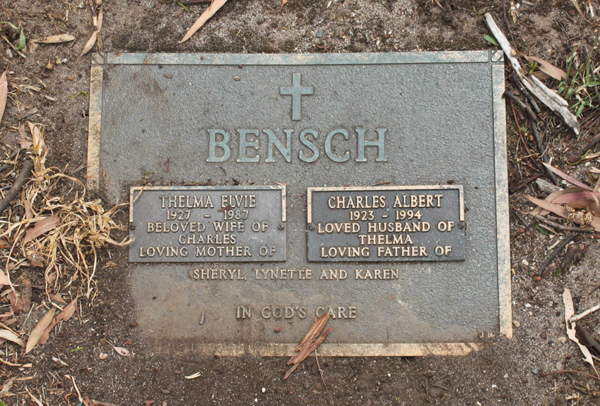 BENSCH
THELMA ELVIE
1927 - 1987
BELOVED WIFE OF
CHARLES
LOVING MOTHER OF
CHARLES ALBERT
1923 - 1994
LOVED HUSBAND OF
THELMA
LOVING FATHER OF
SHERYL, LYNETTE AND KAREN
IN GOD'S CARE